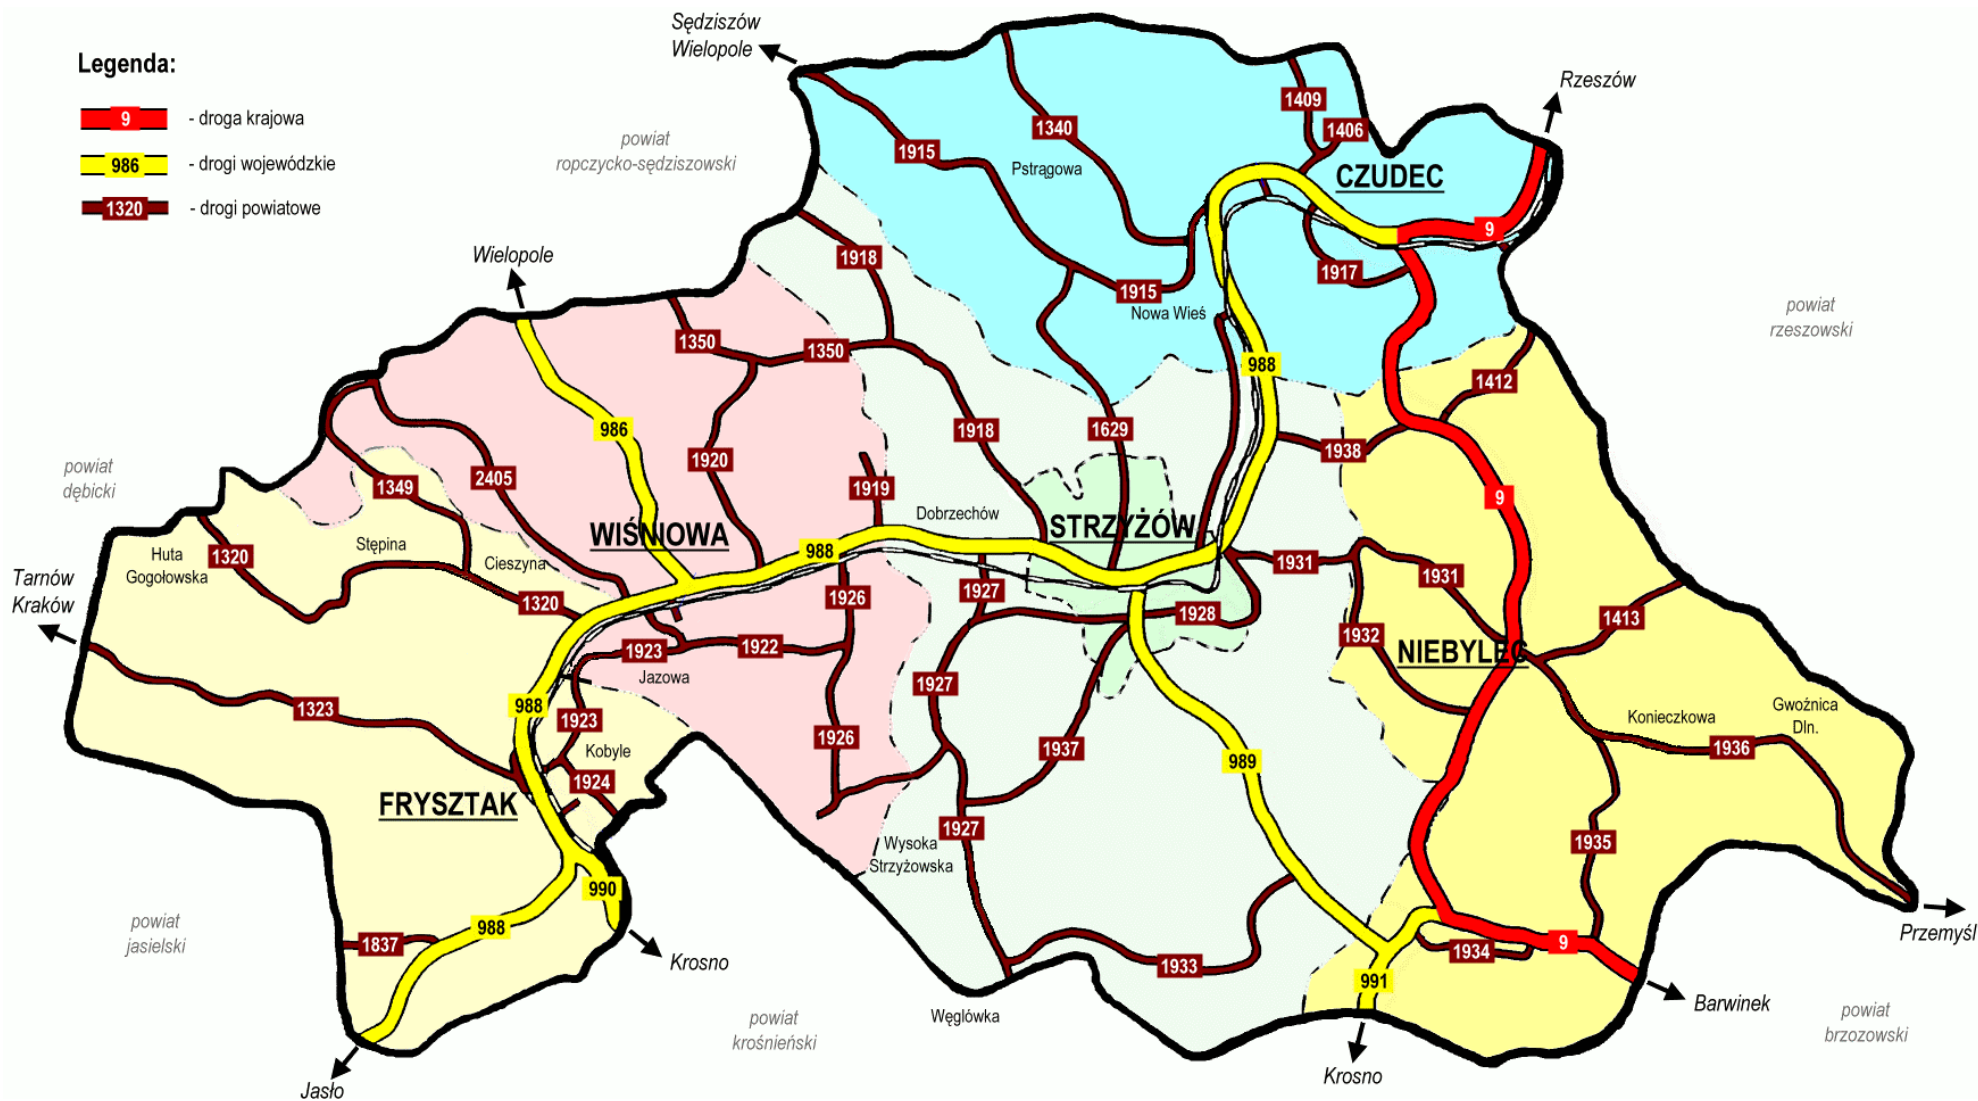 Sędziszów
Wielopole
Legenda:
Rzeszów
9
- droga krajowa
986
- drogi wojewódzkie
1320
- drogi powiatowe
powiat
ropczycko-sędziszowski
1409
1340
1406
1915
Pstrągowa
CZUDEC
9
Wielopole
1918
1917
1915
Nowa Wieś
powiat
rzeszowski
1350
1350
988
1412
986
1918
1629
1938
1920
powiat
dębicki
2405
1349
1919
9
Dobrzechów
STRZYŻÓW
WIŚNIOWA
988
Huta
Gogołowska
1320
Stępina
Cieszyna
1931
1931
Tarnów
Kraków
1320
1926
1927
1928
1413
1932
NIEBYLEC
1923
1922
Jazowa
1927
1323
988
1923
Gwoźnica
Dln.
Konieczkowa
1926
1937
1936
Kobyle
989
1924
FRYSZTAK
1927
1935
Wysoka
Strzyżowska
990
988
powiat
jasielski
1837
Przemyśl
Krosno
1933
1934
9
991
Barwinek
Węglówka
powiat
krośnieński
powiat
brzozowski
Krosno
Jasło